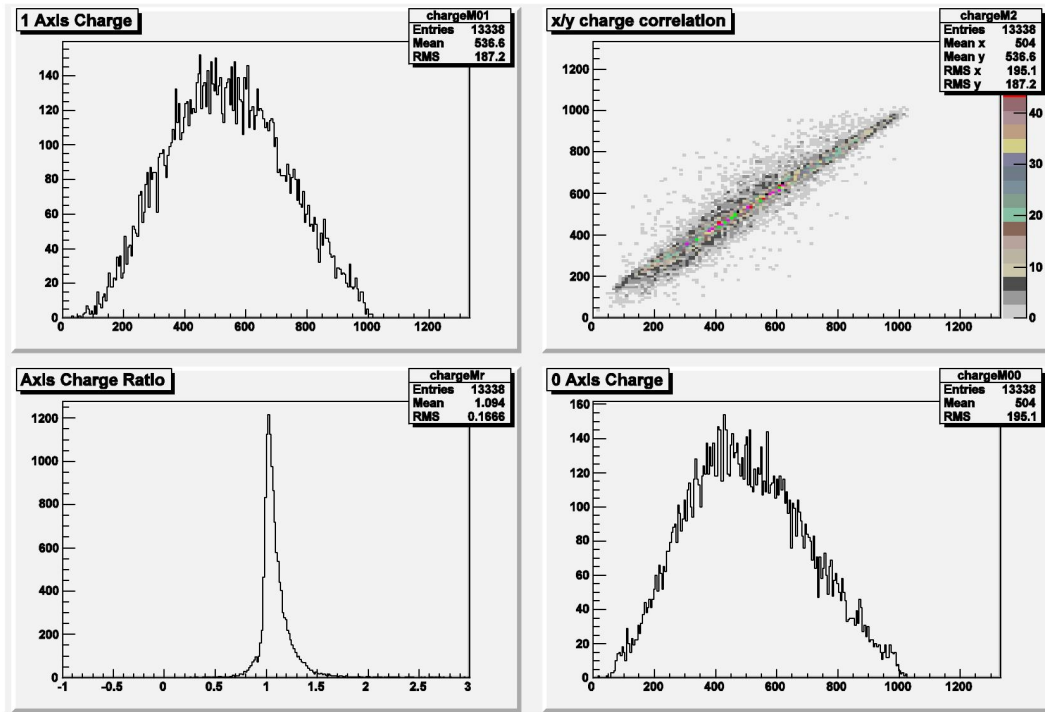 1 Axis Charge
chargeM01
Entries 13338
Mean 536.6
RMS 187.2
140
120
100
80
60
40
20
0
0 200 400 600 800 1000 1200
x/y charge correlation
chargeM2
Entries 13338
Mean x 504
Mean y 536.6
RMS x 195.1
RMS y 187.2
1200
1000
800
600
400
200
0
0 200 400 600 800 1000 1200
40
30
20
10
0
Axis Charge Ratio
chargeMr
Entries 13338
Mean 1.094
RMS 0.1666
1200
1000
800
600
400
200
0
-1 -0.5 0 0.5 1 1.5 2 2.5 3
0 Axis Charge
chargeM00
Entries 13338
Mean 504
RMS 195.1
160
140
120
100
80
60
40
20
0
0 200 400 600 800 1000 1200